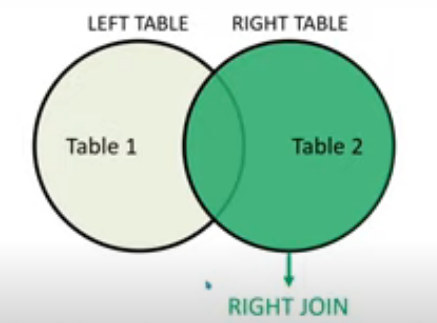 LEFT TABLE
RIGHT TABLE
Table 1
Table 2
RIGHT JOIN